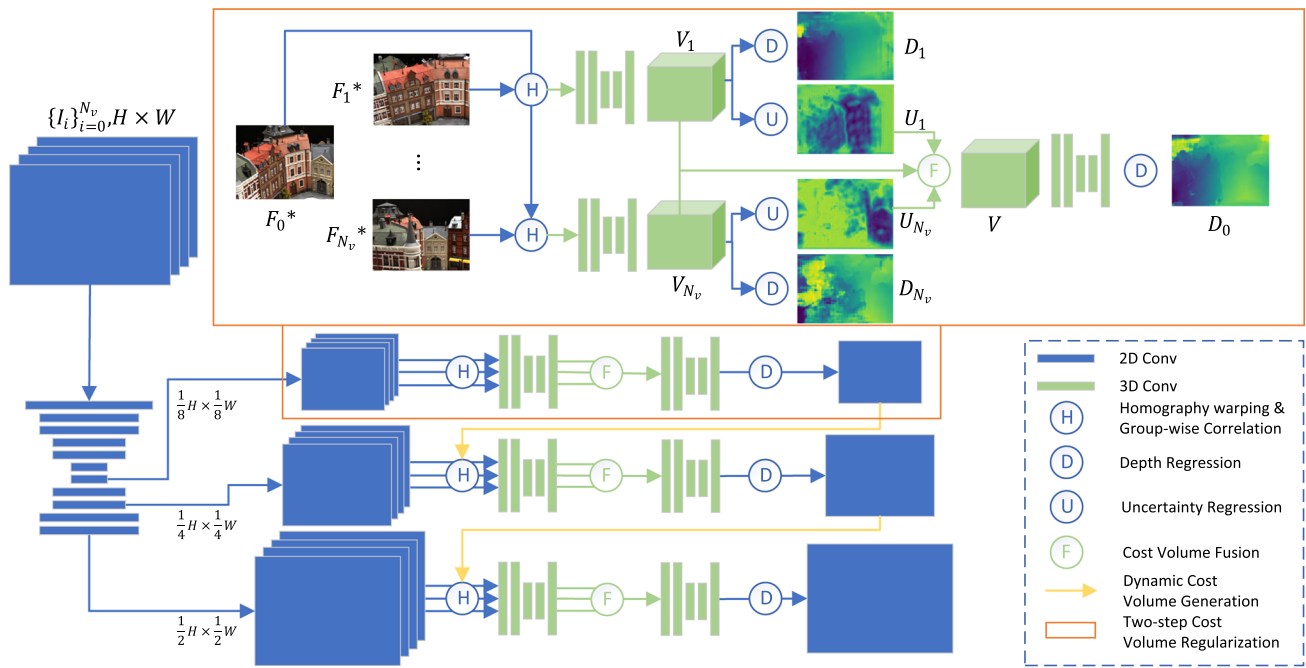 {I_i}_{i=0}^{N_v}, H × W
F_0*
F_1*
⋮
F_{N_v}*
H
H
V_1
V_{N_v}
D
U
U
D
D_1
U_1
U_{N_v}
D_{N_v}
F
V
D
D_0
1/8 H × 1/8 W
H
F
D
1/4 H × 1/4 W
H
F
D
1/2 H × 1/2 W
H
F
D
2D Conv
3D Conv
H
Homography warping &
Group-wise Correlation
D
Depth Regression
U
Uncertainty Regression
F
Cost Volume Fusion
Dynamic Cost
Volume Generation
Two-step Cost
Volume Regularization